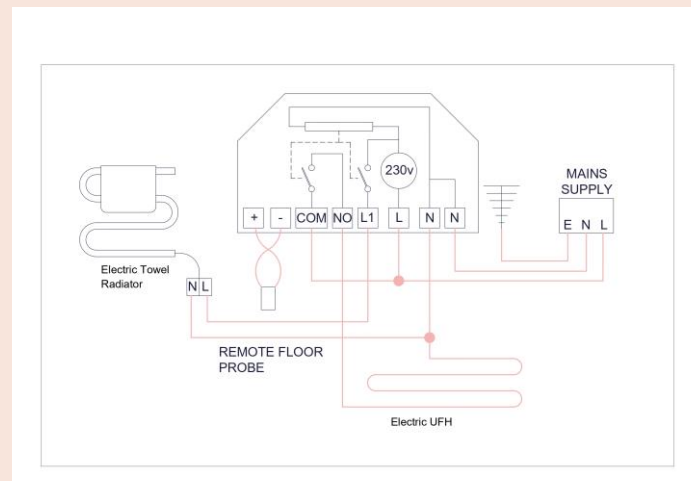 230v
+ - COM NO L1 L N N
MAINS
SUPPLY
E N L
Electric Towel
Radiator
N L
REMOTE FLOOR
PROBE
Electric UFH